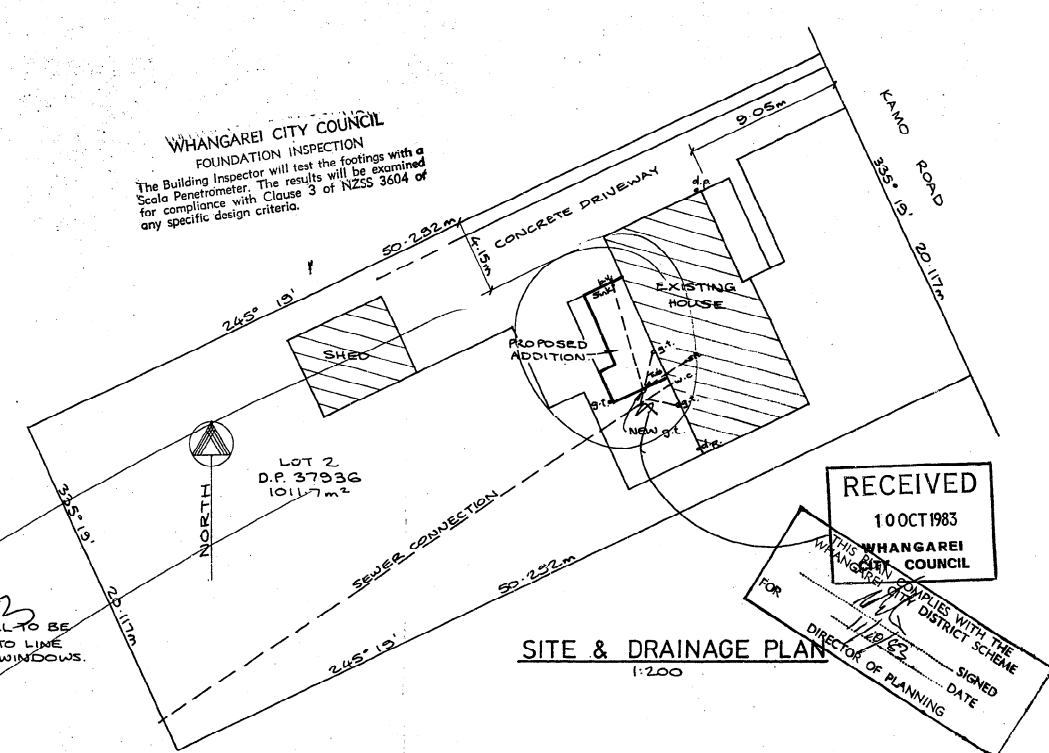 WHANGAREI CITY COUNCIL
FOUNDATION INSPECTION
The Building Inspector will test the footings with a
Scala Penetrometer. The results will be examined
for compliance with Clause 3 of NZSS 3604 of
any specific design criteria.
KAMO ROAD
9.05m
335° 19'
20.117m
d.p.
CONCRETE DRIVEWAY
50.292m
4.15m
245° 19'
EXISTING
HOUSE
Sink
PROPOSED
ADDITION
SHED
g.t.
w.c
g.t.
g.t.
NEW g.t.
d.p.
LOT 2
D.P. 37936
1011.7m²
NORTH
335° 19'
20.117m
SEWER CONNECTION
50.292m
245° 19'
L TO BE
TO LINE
WINDOWS.
RECEIVED
10 OCT 1983
WHANGAREI
CITY COUNCIL
THIS PLAN COMPLIES WITH THE
WHANGAREI CITY DISTRICT SCHEME
SIGNED
FOR
11/10/83 DATE
DIRECTOR OF PLANNING
SITE & DRAINAGE PLAN
1:200